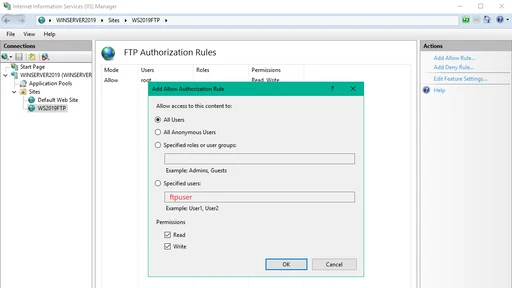 Internet Information Services (IIS) Manager
WINSERVER2019 Sites WS2019FTP
File View Help
Connections
Start Page
WINSERVER2019 (WINSERVER
Application Pools
Sites
Default Web Site
WS2019FTP
FTP Authorization Rules
Mode Users Roles Permissions
Allow root Read, Write
Add Allow Authorization Rule
Allow access to this content to:
All Users
All Anonymous Users
Specified roles or user groups:
Example: Admins, Guests
Specified users:
ftpuser
Example: User1, User2
Permissions
Read
Write
OK Cancel
Actions
Add Allow Rule...
Add Deny Rule...
Edit Feature Settings...
Help